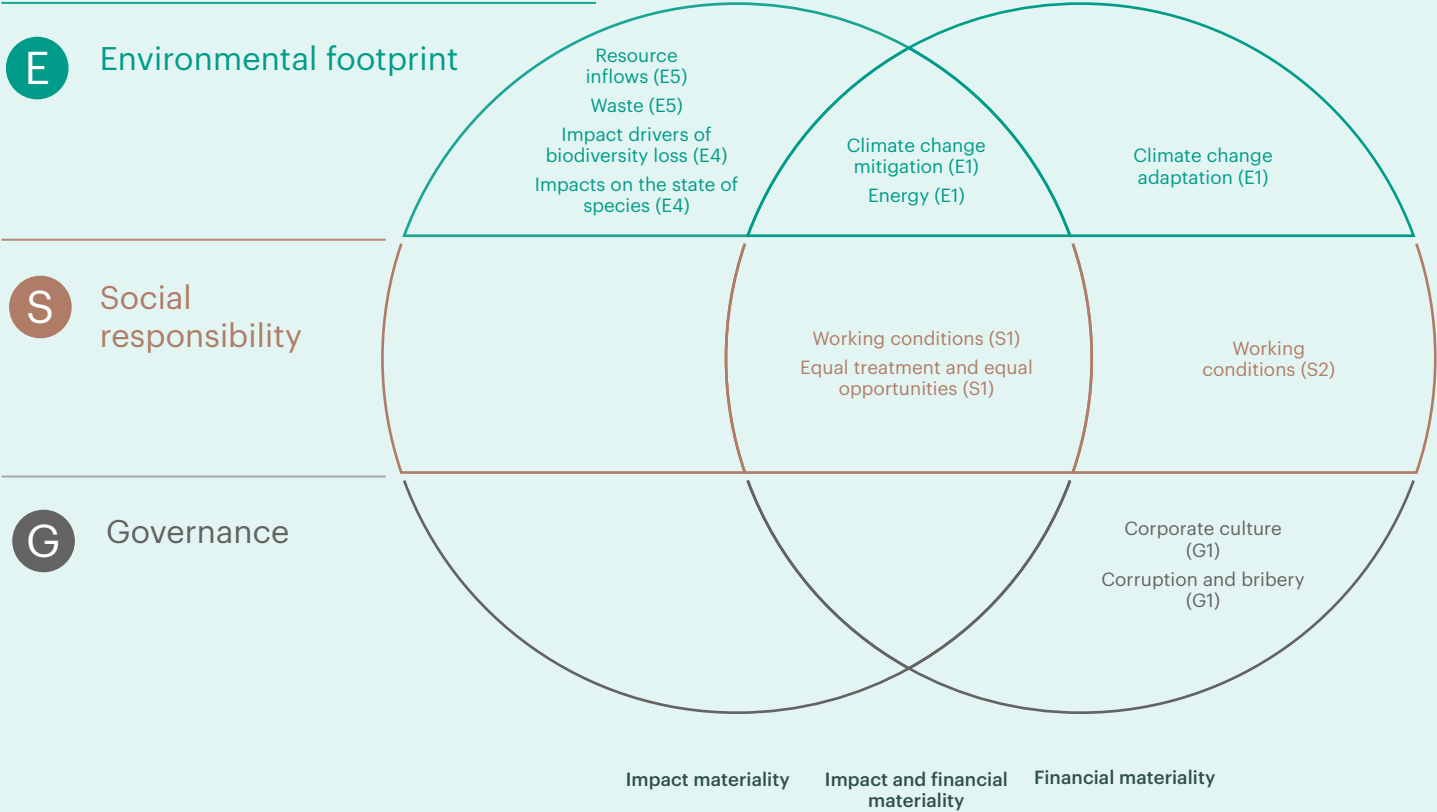 E
Environmental footprint
Resource
inflows (E5)
Waste (E5)
Impact drivers of
biodiversity loss (E4)
Impacts on the state of
species (E4)
Climate change
mitigation (E1)
Energy (E1)
Climate change
adaptation (E1)
S
Social
responsibility
Working conditions (S1)
Equal treatment and equal
opportunities (S1)
Working
conditions (S2)
G
Governance
Corporate culture
(G1)
Corruption and bribery
(G1)
Impact materiality
Impact and financial
materiality
Financial materiality